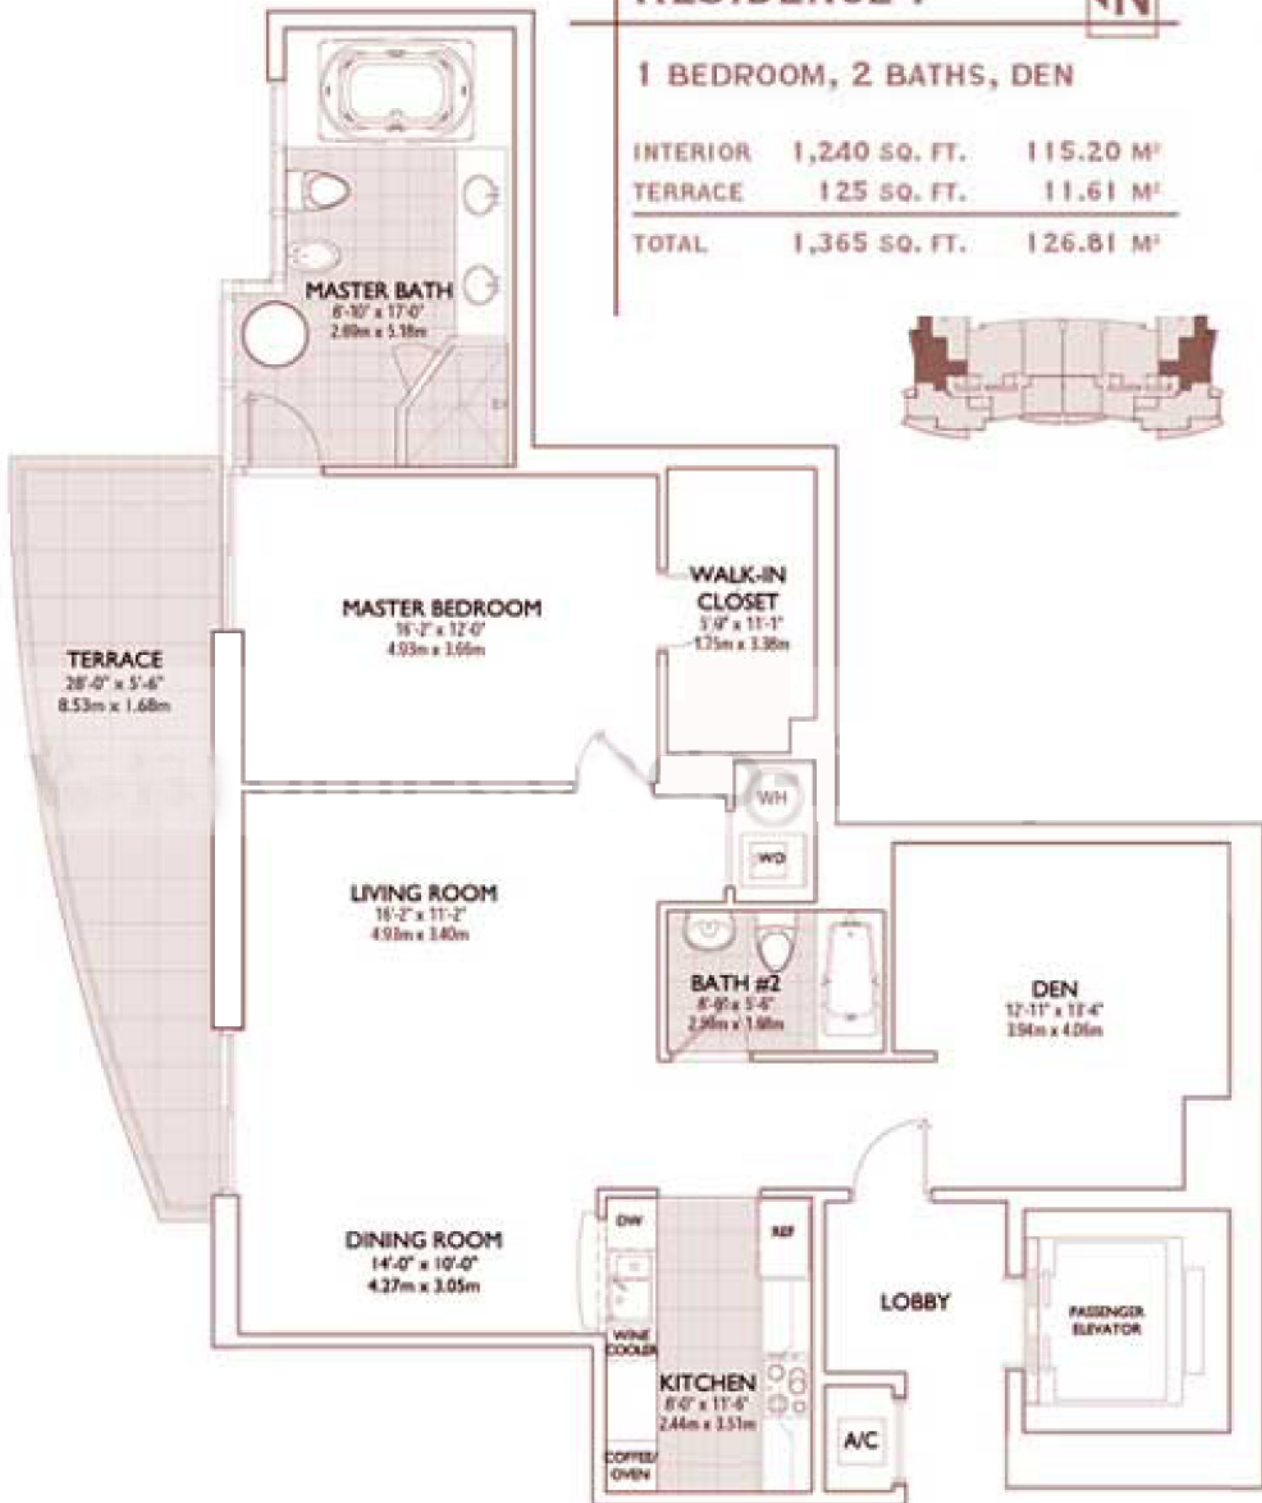 1 BEDROOM, 2 BATHS, DEN
INTERIOR 1,240 SQ. FT. 115.20 M²
TERRACE 125 SQ. FT. 11.61 M²
TOTAL 1,365 SQ. FT. 126.81 M²
N
MASTER BATH
8'-10" x 17'-0"
2.69m x 5.18m
MASTER BEDROOM
16'-2" x 12'-0"
4.93m x 3.66m
WALK-IN
CLOSET
5'-9" x 11'-1"
1.75m x 3.38m
TERRACE
28'-0" x 5'-6"
8.53m x 1.68m
WH
WD
LIVING ROOM
16'-2" x 11'-2"
4.93m x 3.40m
BATH #2
DEN
12'-11" x 13'-4"
3.94m x 4.06m
DINING ROOM
14'-0" x 10'-0"
4.27m x 3.05m
DW
REF
WINE
COOLER
KITCHEN
8'-0" x 11'-6"
2.44m x 3.51m
COFFEE/
OVEN
LOBBY
PASSENGER
ELEVATOR
A/C